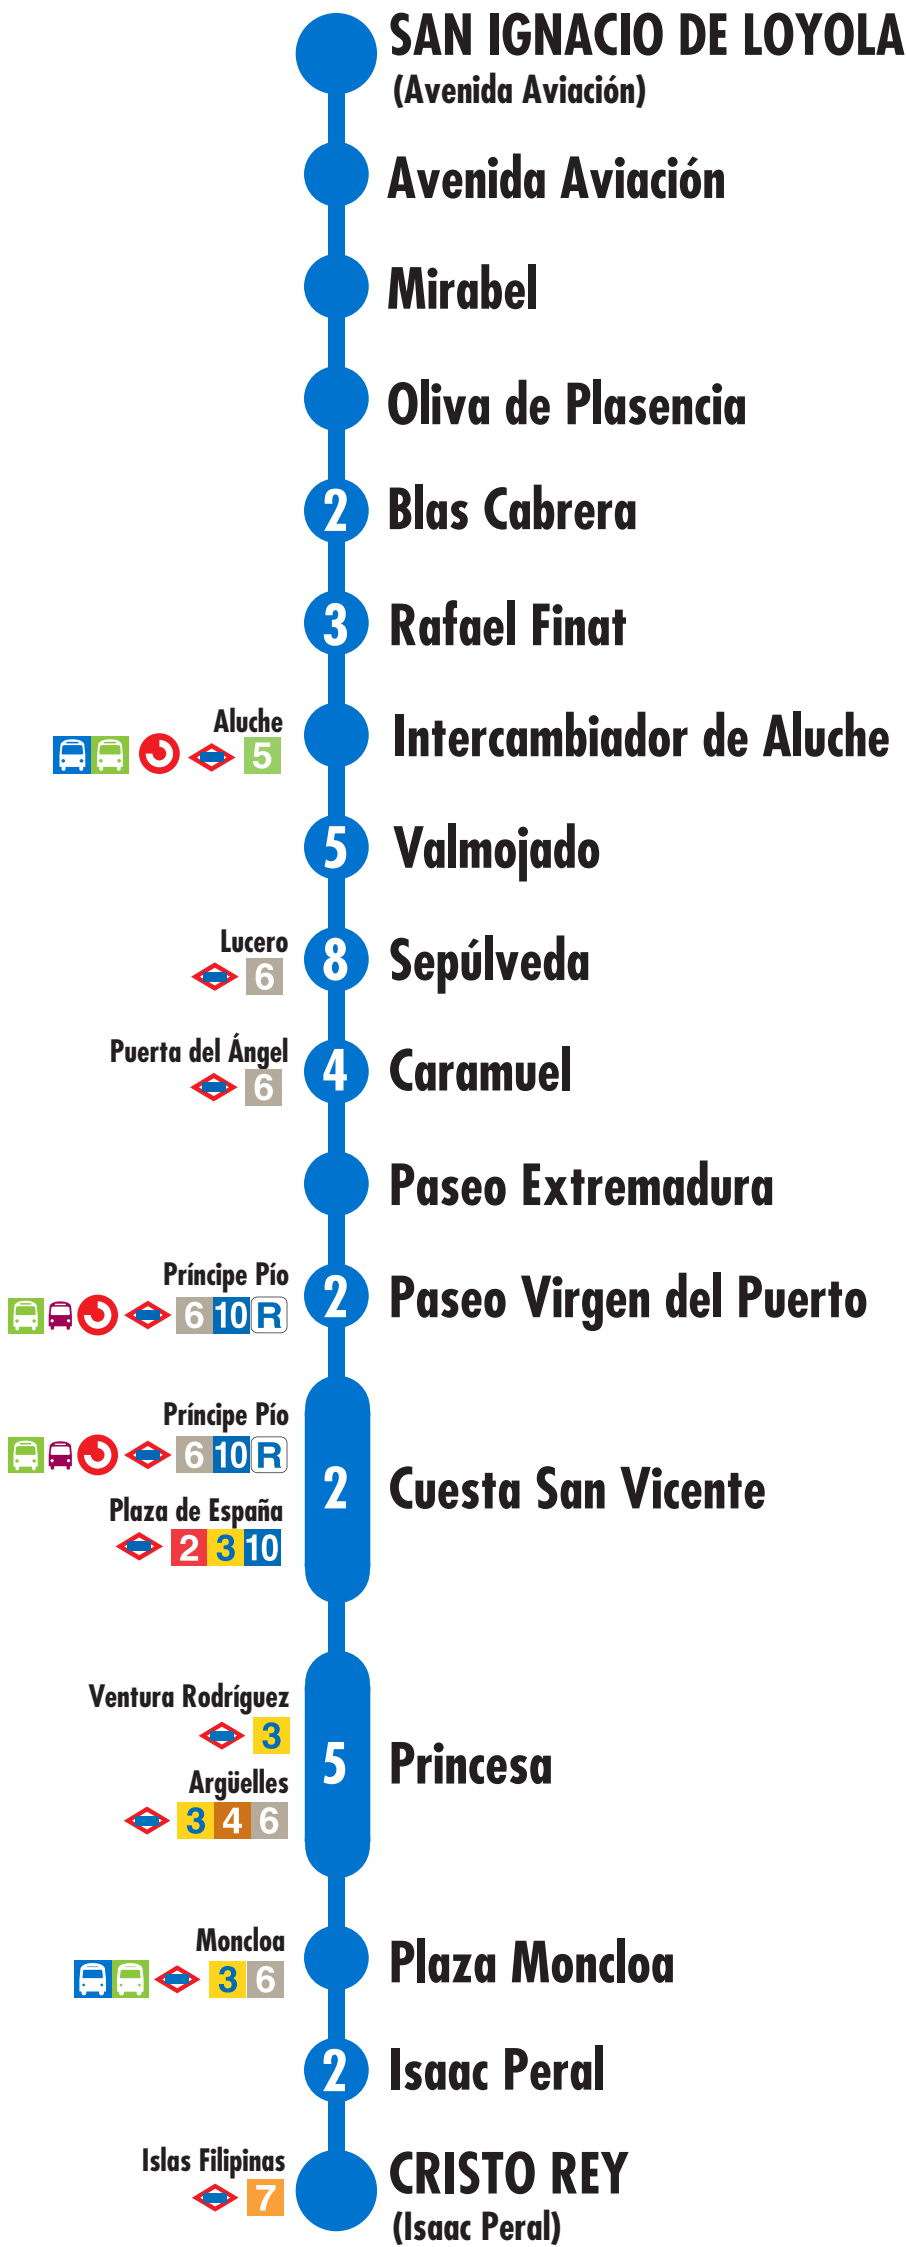 SAN IGNACIO DE LOYOLA
(Avenida Aviación)
Avenida Aviación
Mirabel
Oliva de Plasencia
2 Blas Cabrera
3 Rafael Finat
Aluche
5
Intercambiador de Aluche
5 Valmojado
Lucero
6
8 Sepúlveda
Puerta del Ángel
6
4 Caramuel
Paseo Extremadura
Príncipe Pío
6 10 R
2 Paseo Virgen del Puerto
Príncipe Pío
6 10 R
Plaza de España
2 3 10
2 Cuesta San Vicente
Ventura Rodríguez
3
Argüelles
3 4 6
5 Princesa
Moncloa
3 6
Plaza Moncloa
2 Isaac Peral
Islas Filipinas
7
CRISTO REY
(Isaac Peral)